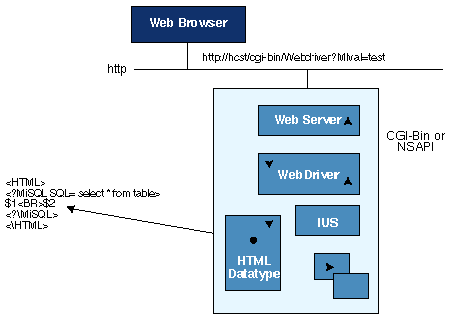 Web Browser
http://hcst/cgi-bin/Webdriver?MIval=test
http
Web Server
CGI-Bin or
NSAPI
WebDriver
<HTML>
<?MiSQL SQL= select * fom table>
$1<BR>$2
<?\MiSQL>
<\HTML>
IUS
HTML
Datatype